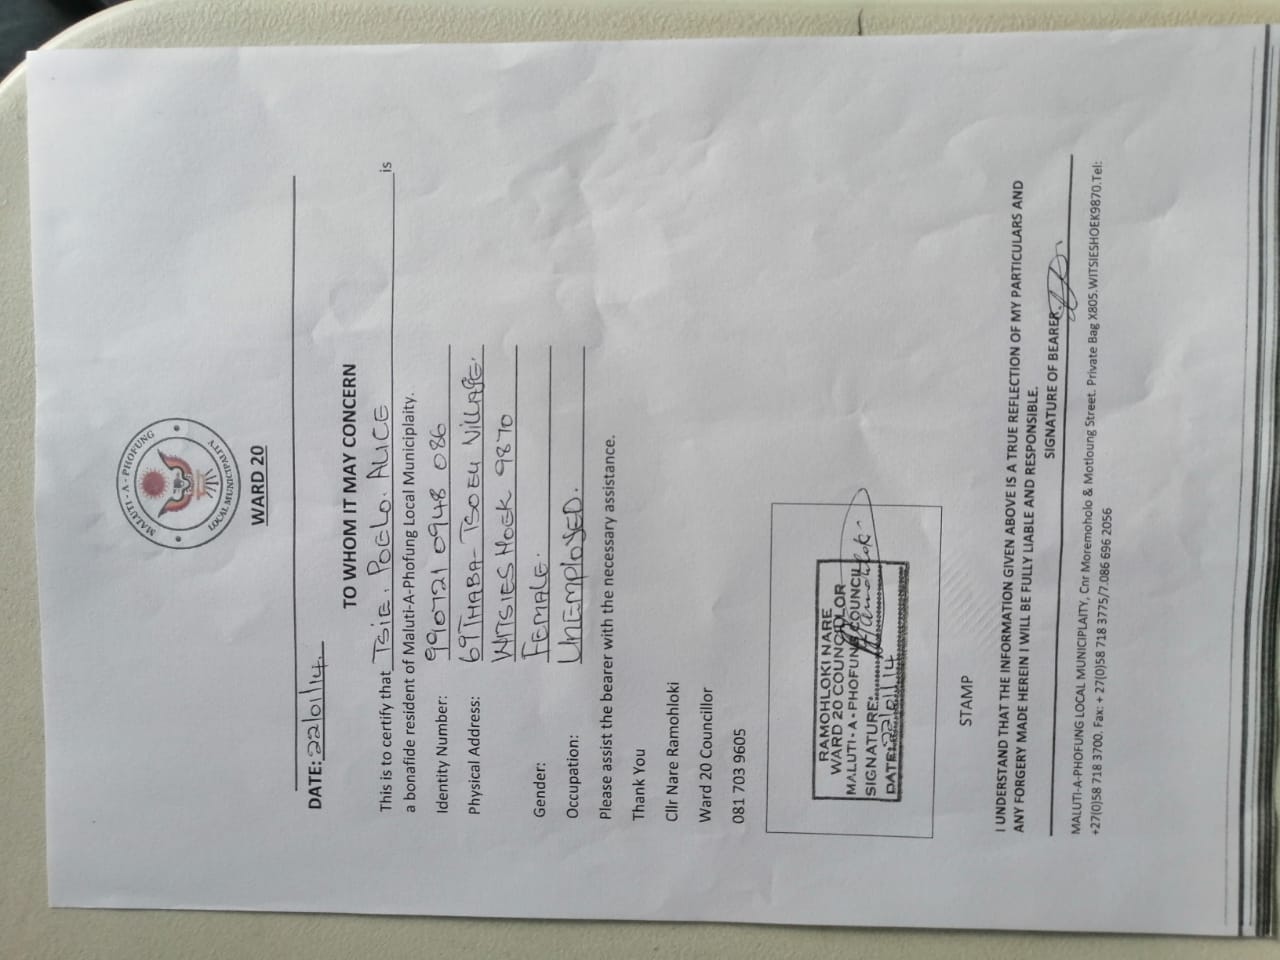 MALUTI - A - PHOFUNG
LOCAL MUNICIPALITY
WARD 20
DATE: 22/01/14.
TO WHOM IT MAY CONCERN
This is to certify that TSIE. POELO. ALICE is
a bonafide resident of Maluti-A-Phofung Local Municiplaity.
Identity Number: 990721 0948 086
Physical Address: 69 THABA-TSOEU VILLAGE.
WITSIESHOEK 9870
Gender: FEMALE.
Occupation: UNEMPLOYED.
Please assist the bearer with the necessary assistance.
Thank You
Cllr Nare Ramohloki
Ward 20 Councillor
081 703 9605
RAMOHLOKI NARE
WARD 20 COUNCILLOR
MALUTI - A - PHOFUNG COUNCIL
SIGNATURE: Ramohloki
DATE: 22/01/14
STAMP
I UNDERSTAND THAT THE INFORMATION GIVEN ABOVE IS A TRUE REFLECTION OF MY PARTICULARS AND
ANY FORGERY MADE HEREIN I WILL BE FULLY LIABLE AND RESPONSIBLE.
SIGNATURE OF BEARER
MALUTI-A-PHOFUNG LOCAL MUNICIPLAITY, Cnr Moremoholo & Motloung Street. Private Bag X805.WITSIESHOEK9870.Tel:
+27(0)58 718 3700. Fax: + 27(0)58 718 3775/7.086 696 2056